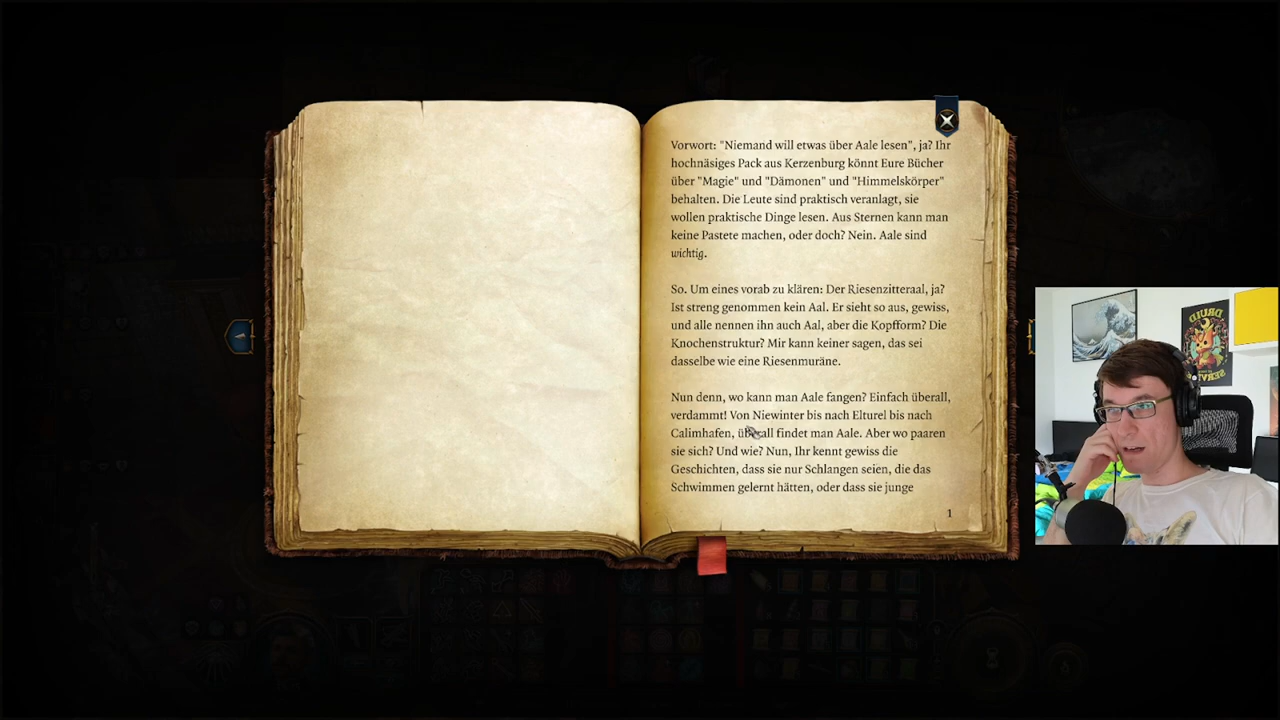 Vorwort: "Niemand will etwas über Aale lesen", ja? Ihr
hochnäsiges Pack aus Kerzenburg könnt Eure Bücher
über "Magie" und "Dämonen" und "Himmelskörper"
behalten. Die Leute sind praktisch veranlagt, sie
wollen praktische Dinge lesen. Aus Sternen kann man
keine Pastete machen, oder doch? Nein. Aale sind
wichtig.
So. Um eines vorab zu klären: Der Riesenzitteraal, ja?
Ist streng genommen kein Aal. Er sieht so aus, gewiss,
und alle nennen ihn auch Aal, aber die Kopfform? Die
Knochenstruktur? Mir kann keiner sagen, das sei
dasselbe wie eine Riesenmuräne.
Nun denn, wo kann man Aale fangen? Einfach überall,
verdammt! Von Niewinter bis nach Elturel bis nach
Calimhafen, überall findet man Aale. Aber wo paaren
sie sich? Und wie? Nun, Ihr kennt gewiss die
Geschichten, dass sie nur Schlangen seien, die das
Schwimmen gelernt hätten, oder dass sie junge
1
DRUID